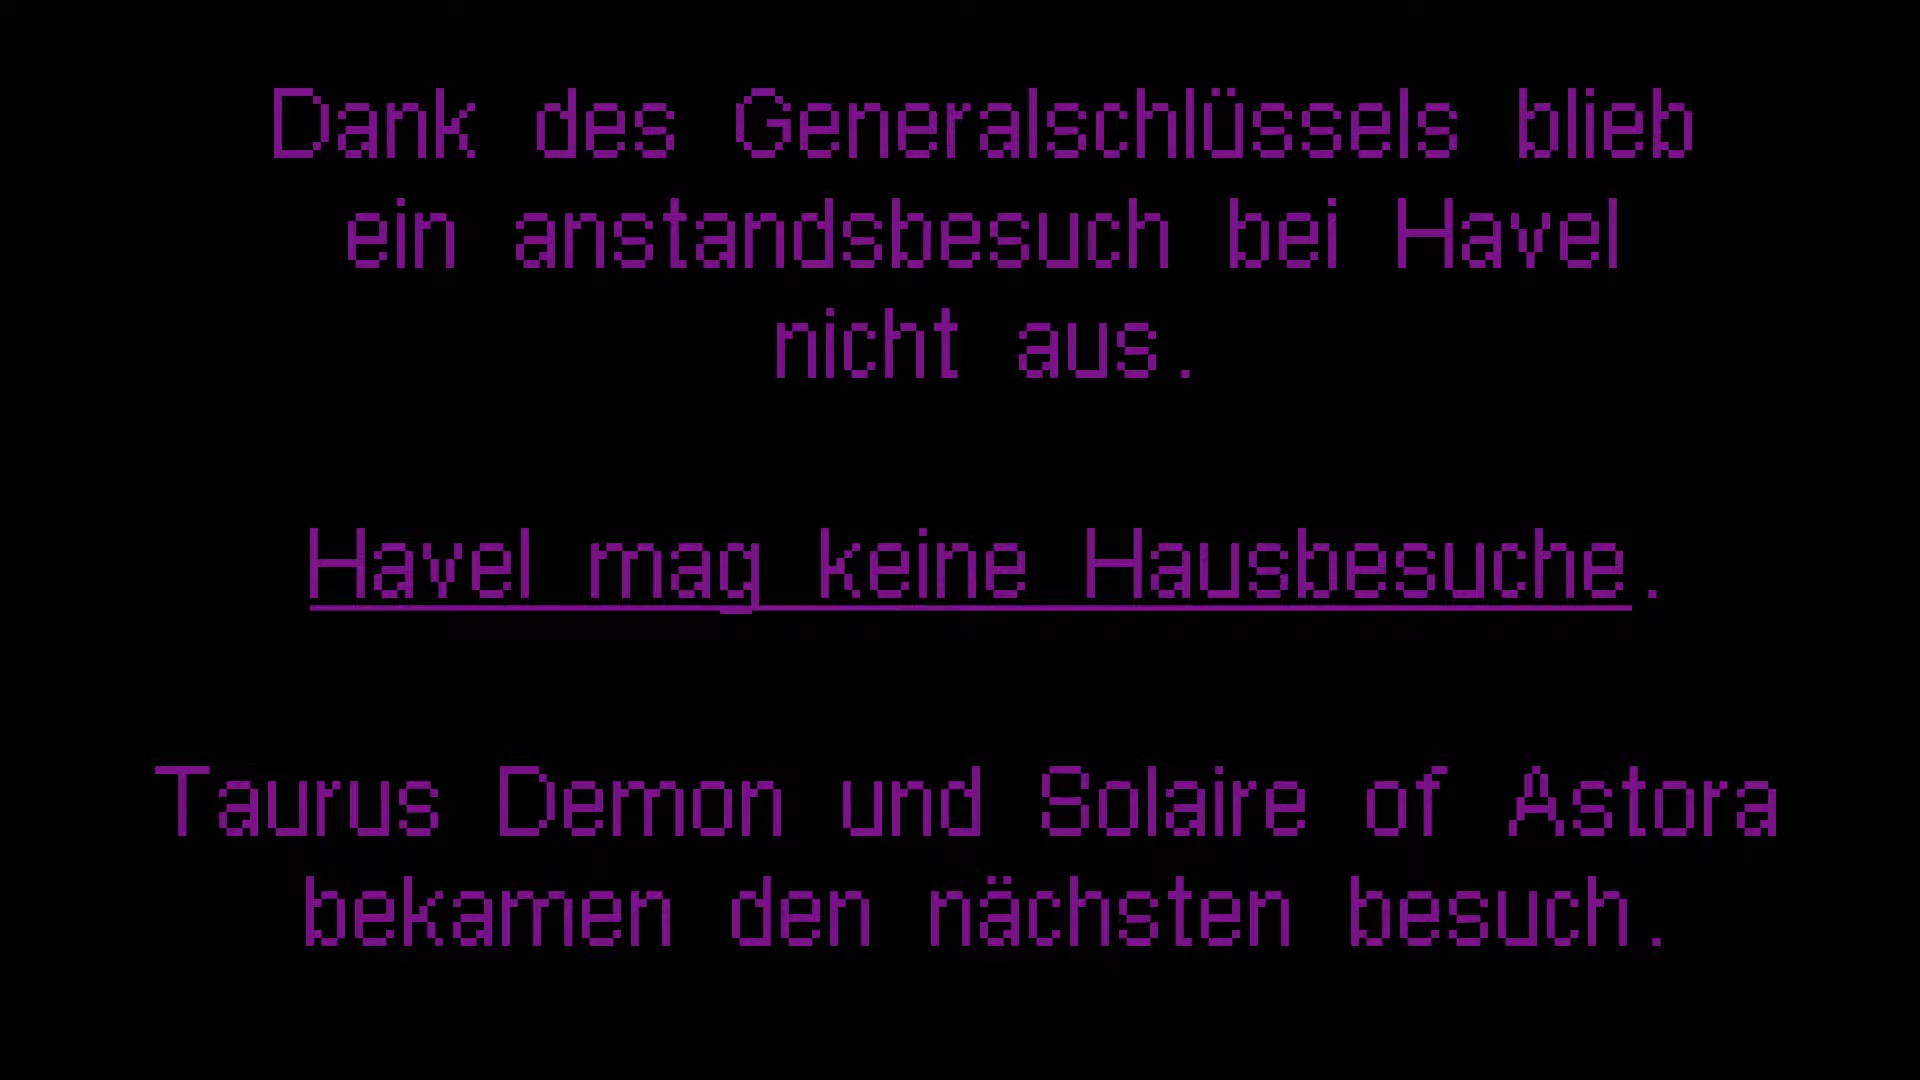 Dank des Generalschlüssels blieb
ein anstandsbesuch bei Havel
nicht aus.
Havel mag keine Hausbesuche.
Taurus Demon und Solaire of Astora
bekamen den nächsten besuch.